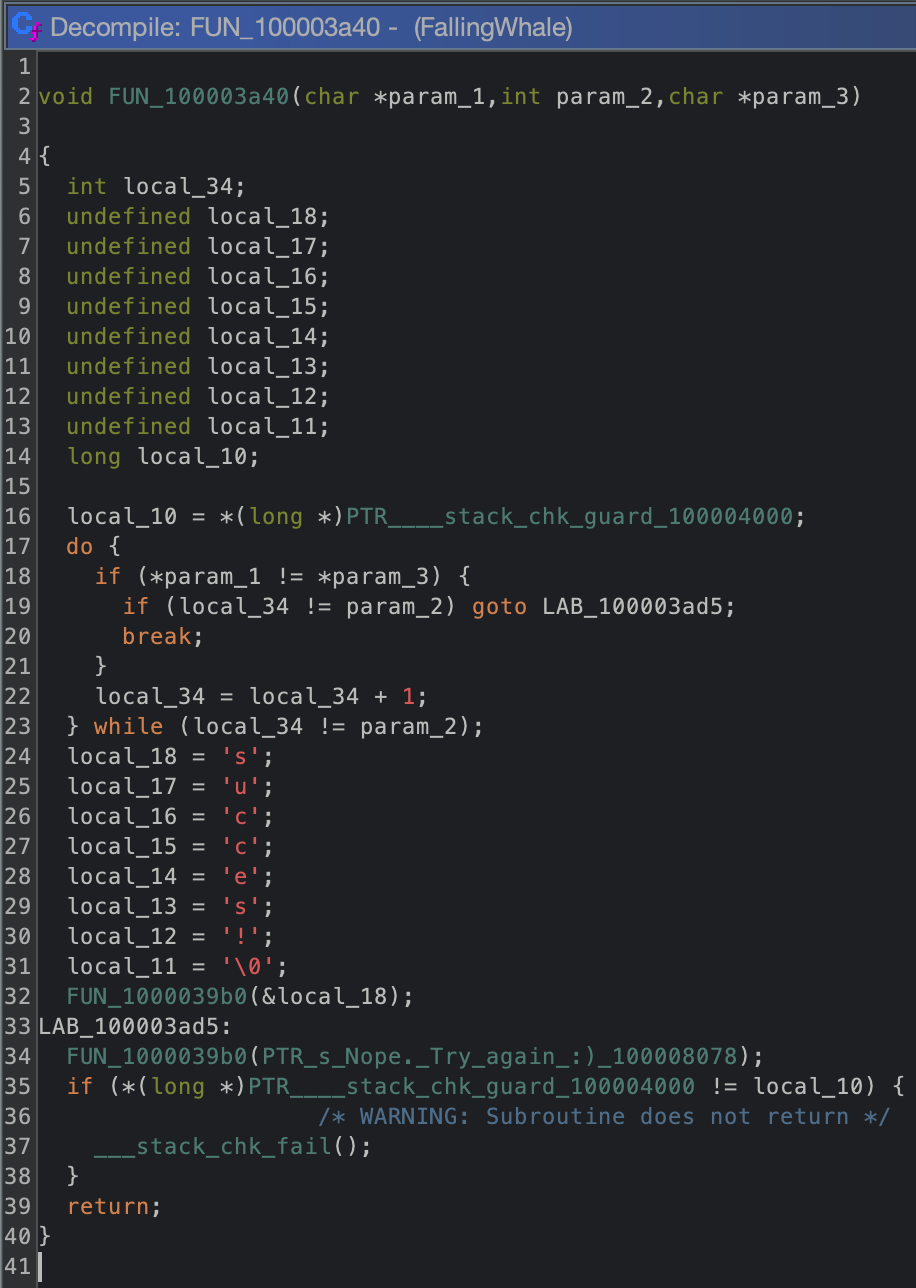 Decompile: FUN_100003a40 - (FallingWhale)
1
2 void FUN_100003a40(char *param_1,int param_2,char *param_3)
3
4 {
5   int local_34;
6   undefined local_18;
7   undefined local_17;
8   undefined local_16;
9   undefined local_15;
10   undefined local_14;
11   undefined local_13;
12   undefined local_12;
13   undefined local_11;
14   long local_10;
15
16   local_10 = *(long *)PTR____stack_chk_guard_100004000;
17   do {
18     if (*param_1 != *param_3) {
19       if (local_34 != param_2) goto LAB_100003ad5;
20       break;
21     }
22     local_34 = local_34 + 1;
23   } while (local_34 != param_2);
24   local_18 = 's';
25   local_17 = 'u';
26   local_16 = 'c';
27   local_15 = 'c';
28   local_14 = 'e';
29   local_13 = 's';
30   local_12 = '!';
31   local_11 = '\0';
32   FUN_1000039b0(&local_18);
33 LAB_100003ad5:
34   FUN_1000039b0(PTR_s_Nope._Try_again_:)_100008078);
35   if (*(long *)PTR____stack_chk_guard_100004000 != local_10) {
36                     /* WARNING: Subroutine does not return */
37     ___stack_chk_fail();
38   }
39   return;
40 }
41